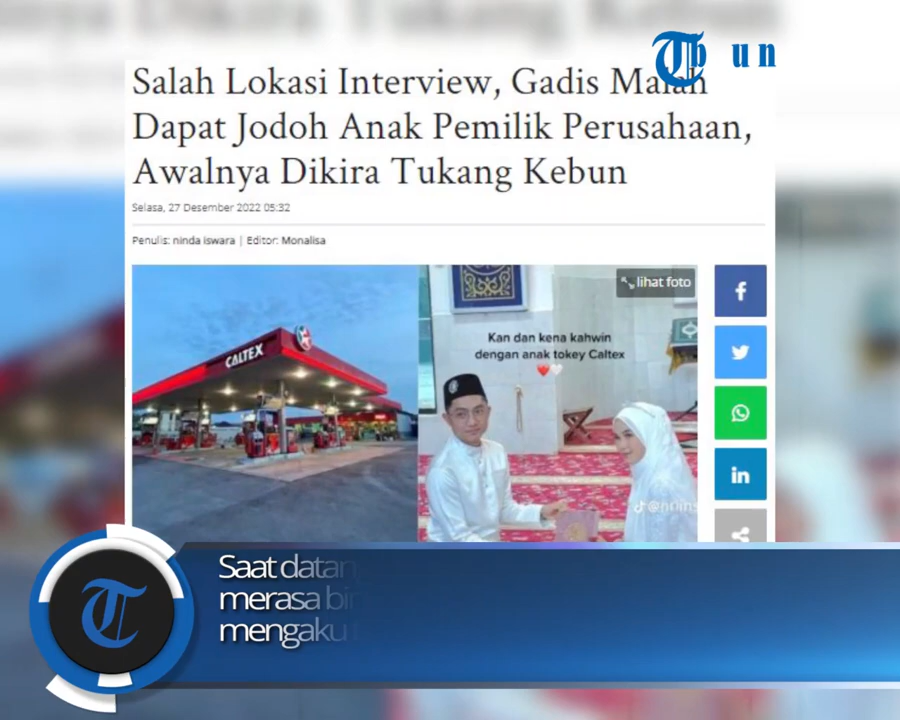 T b un
Salah Lokasi Interview, Gadis Malah
Dapat Jodoh Anak Pemilik Perusahaan,
Awalnya Dikira Tukang Kebun
Selasa, 27 Desember 2022 05:32
Penulis: ninda iswara | Editor: Monalisa
lihat foto
CALTEX
Kan dan kena kahwin
dengan anak tokey Caltex
Saat datan
merasa bi
mengaku
T